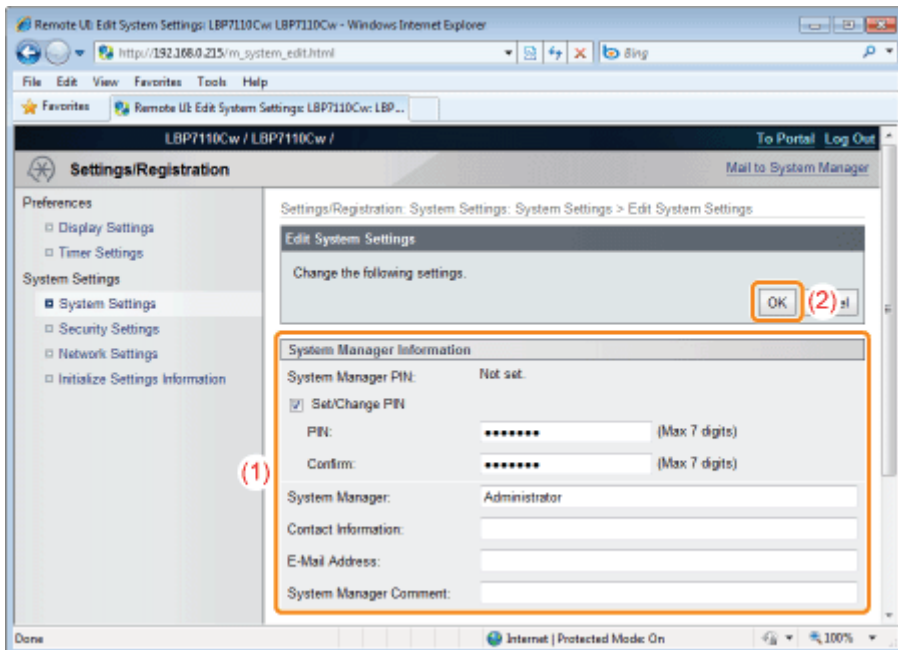 Remote UI: Edit System Settings: LBP7110Cw: LBP7110Cw - Windows Internet Explorer
http://192.168.0.215/m_system_edit.html
Bing
File Edit View Favorites Tools Help
Favorites
Remote UI: Edit System Settings: LBP7110Cw: LBP...
LBP7110Cw / LBP7110Cw /
To Portal Log Out
Settings/Registration
Mail to System Manager
Preferences
Display Settings
Timer Settings
System Settings
System Settings
Security Settings
Network Settings
Initialize Settings Information
Settings/Registration: System Settings: System Settings > Edit System Settings
Edit System Settings
Change the following settings.
OK
(2)
System Manager Information
System Manager PIN: Not set.
Set/Change PIN
PIN: ••••••• (Max 7 digits)
Confirm: ••••••• (Max 7 digits)
(1)
System Manager: Administrator
Contact Information:
E-Mail Address:
System Manager Comment:
Done
Internet | Protected Mode: On
100%